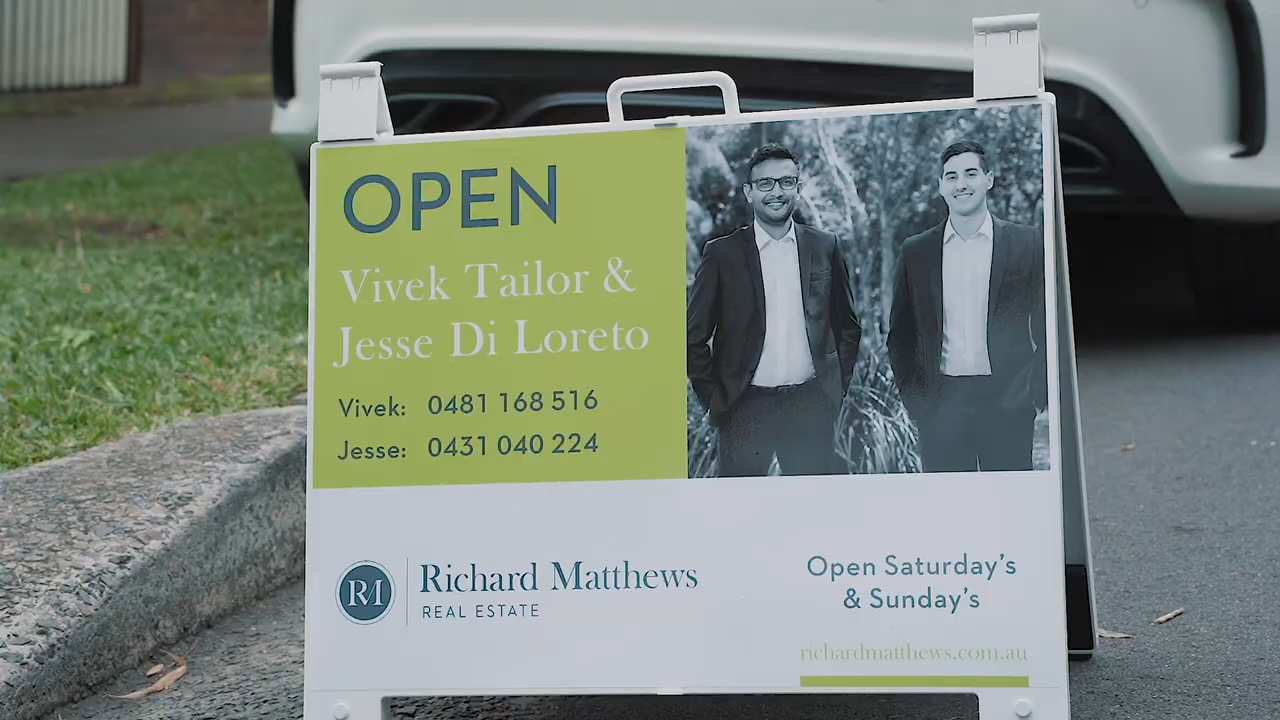 OPEN
Vivek Tailor &
Jesse Di Loreto
Vivek: 0481 168 516
Jesse: 0431 040 224
RM
Richard Matthews
REAL ESTATE
Open Saturday's
& Sunday's
richardmatthews.com.au